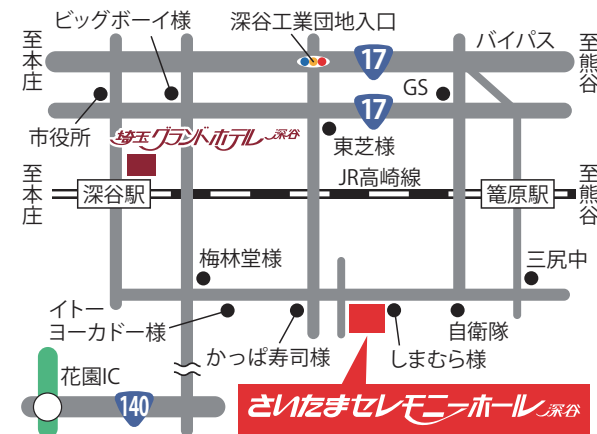 ビッグボーイ様
深谷工業団地入口
バイパス
至本庄
至熊谷
17
GS
17
市役所
埼玉グランドホテル深谷
東芝様
JR高崎線
至本庄
深谷駅
籠原駅
至熊谷
梅林堂様
三尻中
イトー
ヨーカドー様
かっぱ寿司様
しまむら様
自衛隊
花園IC
140
さいたまセレモニーホール深谷